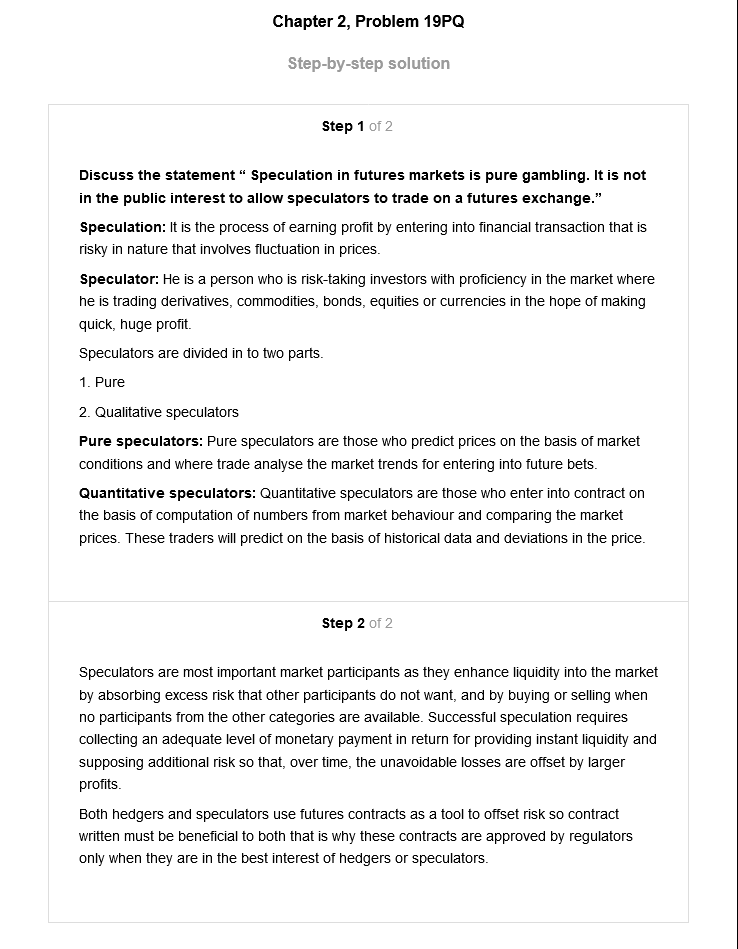 Chapter 2, Problem 19PQ
Step-by-step solution
Step 1 of 2
Discuss the statement “ Speculation in futures markets is pure gambling. It is not
in the public interest to allow speculators to trade on a futures exchange.”
Speculation: It is the process of earning profit by entering into financial transaction that is
risky in nature that involves fluctuation in prices.
Speculator: He is a person who is risk-taking investors with proficiency in the market where
he is trading derivatives, commodities, bonds, equities or currencies in the hope of making
quick, huge profit.
Speculators are divided in to two parts.
1. Pure
2. Qualitative speculators
Pure speculators: Pure speculators are those who predict prices on the basis of market
conditions and where trade analyse the market trends for entering into future bets.
Quantitative speculators: Quantitative speculators are those who enter into contract on
the basis of computation of numbers from market behaviour and comparing the market
prices. These traders will predict on the basis of historical data and deviations in the price.
Step 2 of 2
Speculators are most important market participants as they enhance liquidity into the market
by absorbing excess risk that other participants do not want, and by buying or selling when
no participants from the other categories are available. Successful speculation requires
collecting an adequate level of monetary payment in return for providing instant liquidity and
supposing additional risk so that, over time, the unavoidable losses are offset by larger
profits.
Both hedgers and speculators use futures contracts as a tool to offset risk so contract
written must be beneficial to both that is why these contracts are approved by regulators
only when they are in the best interest of hedgers or speculators.